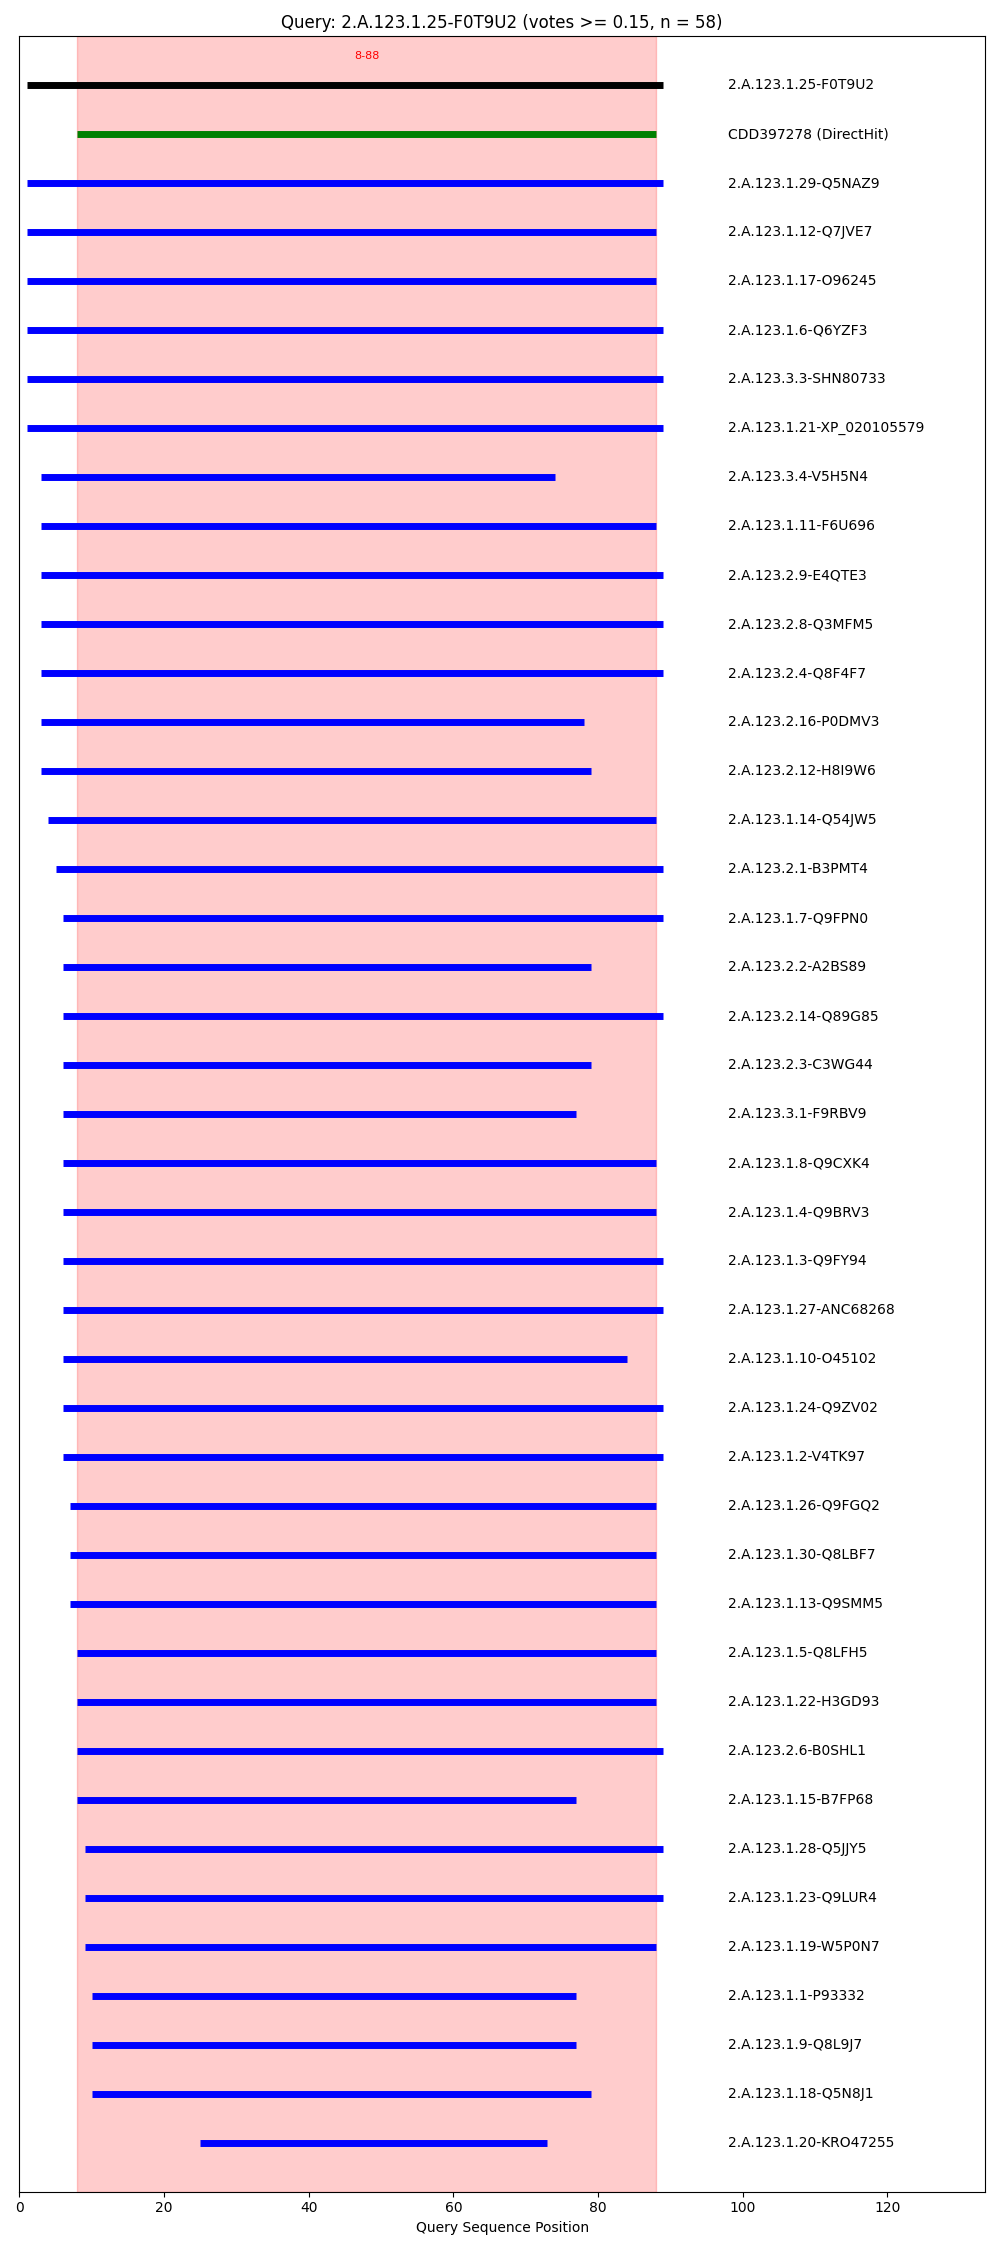 Query: 2.A.123.1.25-F0T9U2 (votes >= 0.15, n = 58)
8-88
2.A.123.1.25-F0T9U2
CDD397278 (DirectHit)
2.A.123.1.29-Q5NAZ9
2.A.123.1.12-Q7JVE7
2.A.123.1.17-O96245
2.A.123.1.6-Q6YZF3
2.A.123.3.3-SHN80733
2.A.123.1.21-XP_020105579
2.A.123.3.4-V5H5N4
2.A.123.1.11-F6U696
2.A.123.2.9-E4QTE3
2.A.123.2.8-Q3MFM5
2.A.123.2.4-Q8F4F7
2.A.123.2.16-P0DMV3
2.A.123.2.12-H8I9W6
2.A.123.1.14-Q54JW5
2.A.123.2.1-B3PMT4
2.A.123.1.7-Q9FPN0
2.A.123.2.2-A2BS89
2.A.123.2.14-Q89G85
2.A.123.2.3-C3WG44
2.A.123.3.1-F9RBV9
2.A.123.1.8-Q9CXK4
2.A.123.1.4-Q9BRV3
2.A.123.1.3-Q9FY94
2.A.123.1.27-ANC68268
2.A.123.1.10-O45102
2.A.123.1.24-Q9ZV02
2.A.123.1.2-V4TK97
2.A.123.1.26-Q9FGQ2
2.A.123.1.30-Q8LBF7
2.A.123.1.13-Q9SMM5
2.A.123.1.5-Q8LFH5
2.A.123.1.22-H3GD93
2.A.123.2.6-B0SHL1
2.A.123.1.15-B7FP68
2.A.123.1.28-Q5JJY5
2.A.123.1.23-Q9LUR4
2.A.123.1.19-W5P0N7
2.A.123.1.1-P93332
2.A.123.1.9-Q8L9J7
2.A.123.1.18-Q5N8J1
2.A.123.1.20-KRO47255
0 20 40 60 80 100 120
Query Sequence Position